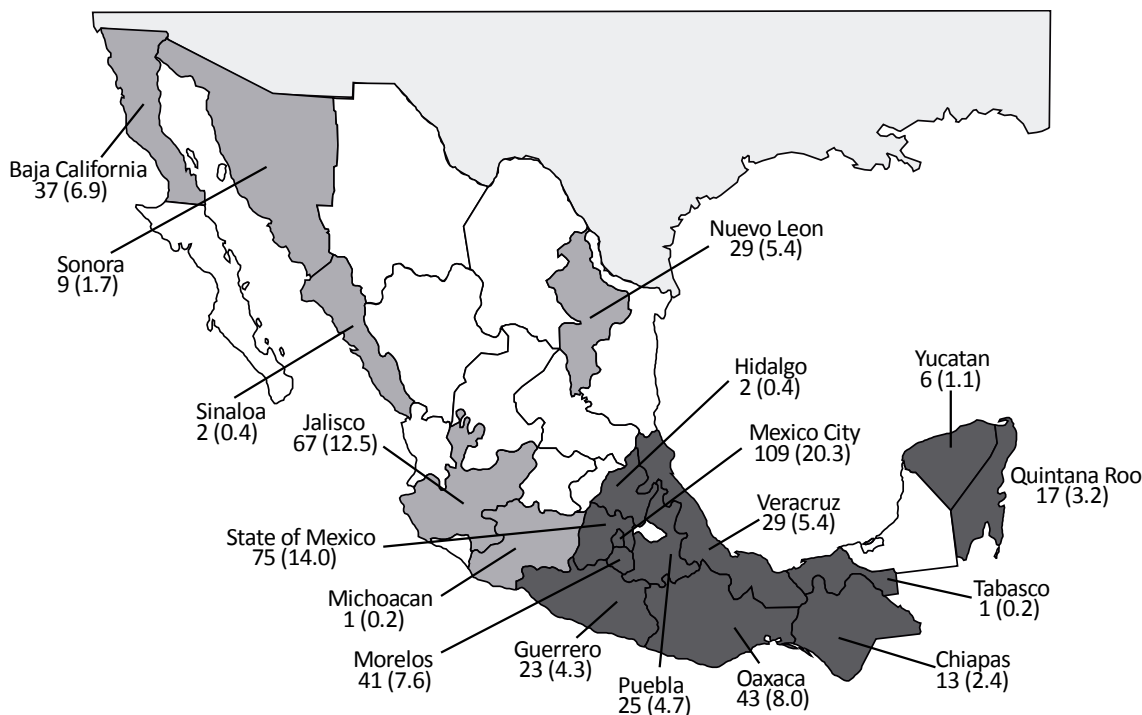 Baja California
37 (6.9)
Sonora
9 (1.7)
Nuevo Leon
29 (5.4)
Sinaloa
2 (0.4)
Jalisco
67 (12.5)
Hidalgo
2 (0.4)
Yucatan
6 (1.1)
Mexico City
109 (20.3)
Quintana Roo
17 (3.2)
Veracruz
29 (5.4)
State of Mexico
75 (14.0)
Tabasco
1 (0.2)
Michoacan
1 (0.2)
Morelos
41 (7.6)
Guerrero
23 (4.3)
Puebla
25 (4.7)
Oaxaca
43 (8.0)
Chiapas
13 (2.4)